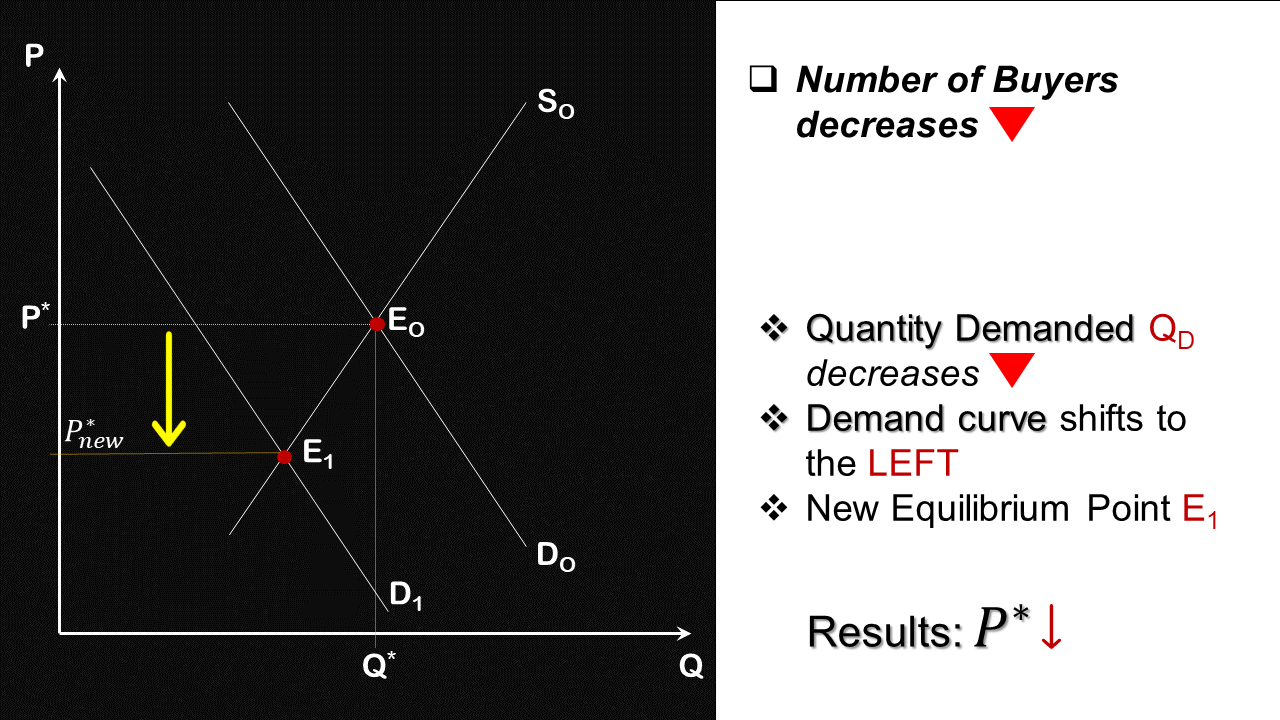 P
S₀
P*
E₀
P*new
E₁
D₀
D₁
Q*
Q
❑ Number of Buyers
decreases
❖ Quantity Demanded Q_D
decreases
❖ Demand curve shifts to
the LEFT
❖ New Equilibrium Point E₁
Results: P* ↓